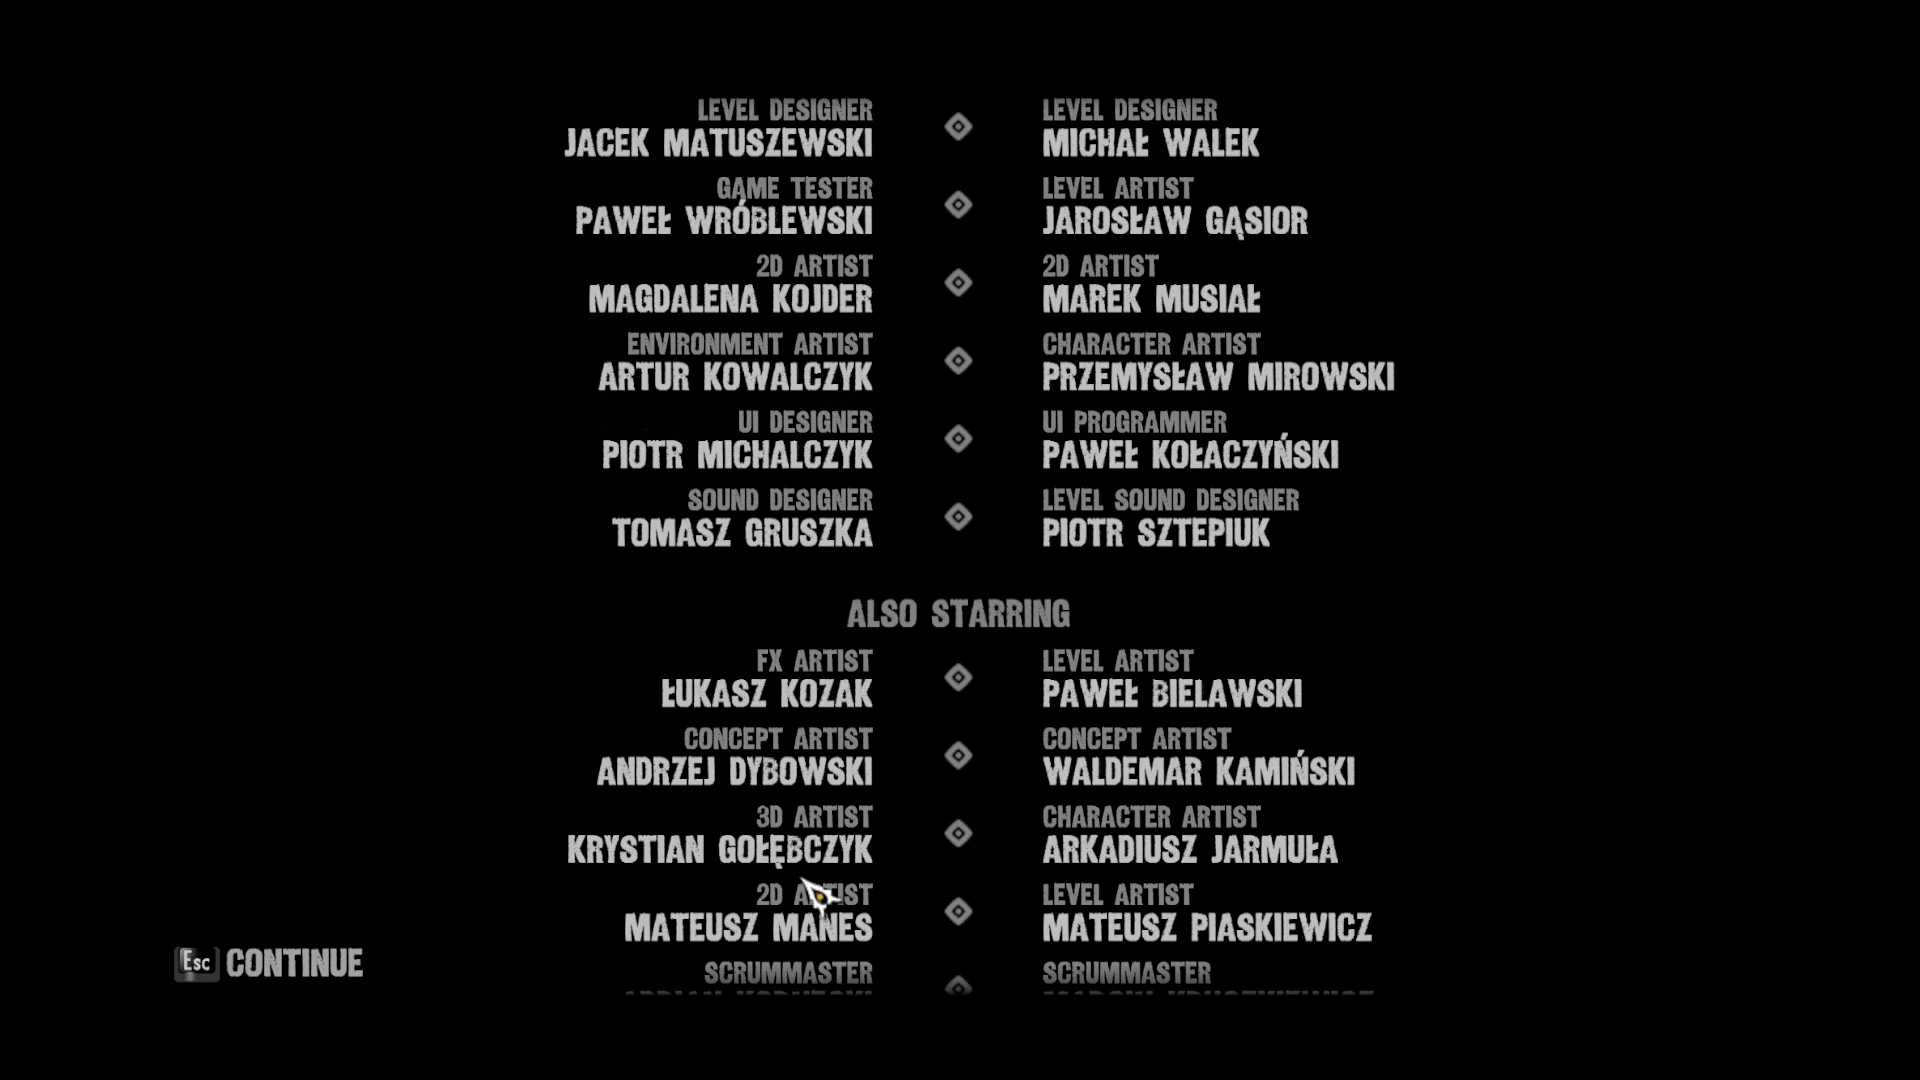 LEVEL DESIGNER
JACEK MATUSZEWSKI
LEVEL DESIGNER
MICHAŁ WALEK
GAME TESTER
PAWEŁ WRÓBLEWSKI
LEVEL ARTIST
JAROSŁAW GĄSIOR
2D ARTIST
MAGDALENA KOJDER
2D ARTIST
MAREK MUSIAŁ
ENVIRONMENT ARTIST
ARTUR KOWALCZYK
CHARACTER ARTIST
PRZEMYSŁAW MIROWSKI
UI DESIGNER
PIOTR MICHALCZYK
UI PROGRAMMER
PAWEŁ KOŁACZYŃSKI
SOUND DESIGNER
TOMASZ GRUSZKA
LEVEL SOUND DESIGNER
PIOTR SZTEPIUK
ALSO STARRING
FX ARTIST
ŁUKASZ KOZAK
LEVEL ARTIST
PAWEŁ BIELAWSKI
CONCEPT ARTIST
ANDRZEJ DYBOWSKI
CONCEPT ARTIST
WALDEMAR KAMIŃSKI
3D ARTIST
KRYSTIAN GOŁĘBCZYK
CHARACTER ARTIST
ARKADIUSZ JARMUŁA
2D ARTIST
MATEUSZ MANES
LEVEL ARTIST
MATEUSZ PIASKIEWICZ
SCRUMMASTER
SCRUMMASTER
Esc CONTINUE